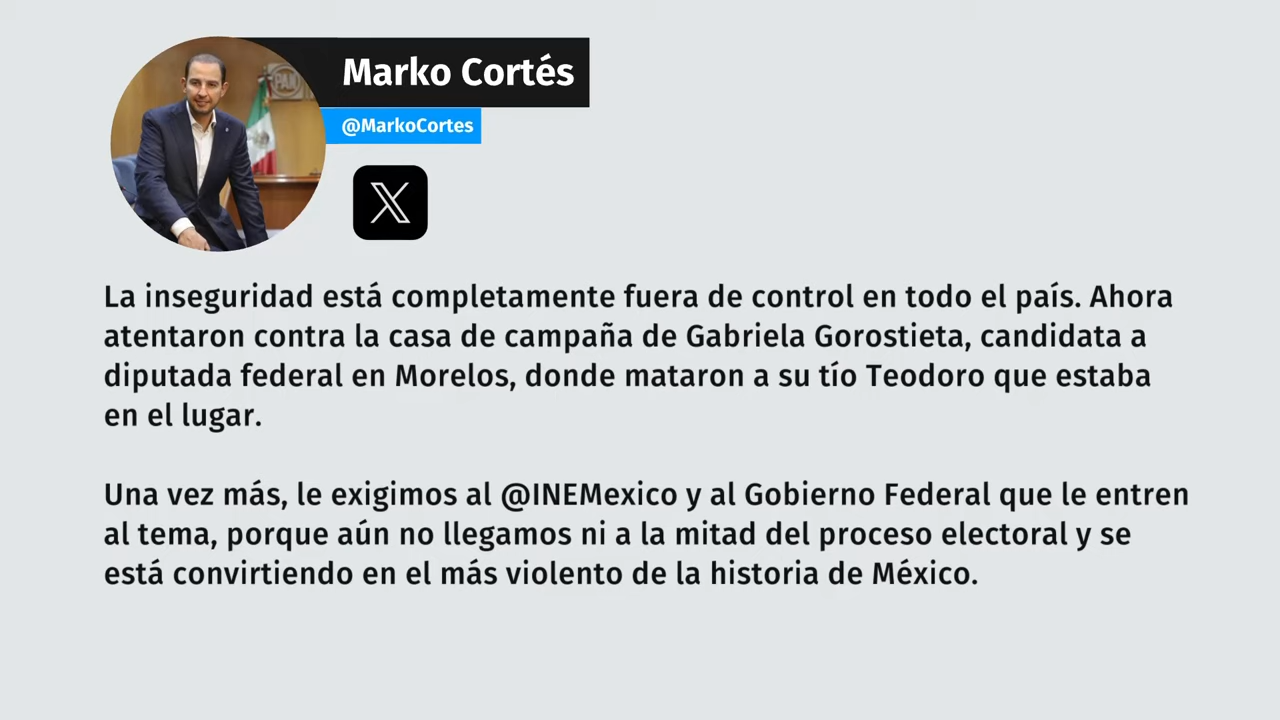 PAN
Marko Cortés
@MarkoCortes
X
La inseguridad está completamente fuera de control en todo el país. Ahora
atentaron contra la casa de campaña de Gabriela Gorostieta, candidata a
diputada federal en Morelos, donde mataron a su tío Teodoro que estaba
en el lugar.
Una vez más, le exigimos al @INEMexico y al Gobierno Federal que le entren
al tema, porque aún no llegamos ni a la mitad del proceso electoral y se
está convirtiendo en el más violento de la historia de México.